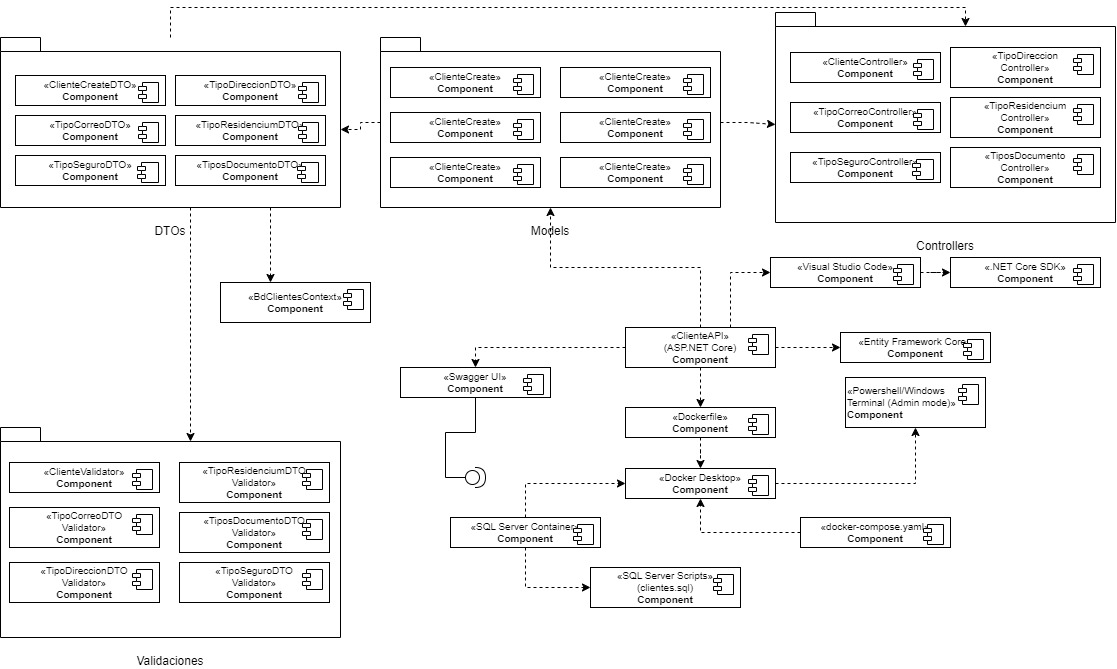 «ClienteCreateDTO»
Component
«TipoDireccionDTO»
Component
«TipoCorreoDTO»
Component
«TipoResidenciumDTO»
Component
«TipoSeguroDTO»
Component
«TiposDocumentoDTO»
Component
DTOs
«ClienteCreate»
Component
«ClienteCreate»
Component
«ClienteCreate»
Component
«ClienteCreate»
Component
«ClienteCreate»
Component
«ClienteCreate»
Component
Models
«ClienteController»
Component
«TipoDireccion
Controller»
Component
«TipoCorreoController»
Component
«TipoResidencium
Controller»
Component
«TipoSeguroController»
Component
«TiposDocumento
Controller»
Component
Controllers
«BdClientesContext»
Component
«Visual Studio Code»
Component
«.NET Core SDK»
Component
«ClienteAPI»
(ASP.NET Core)
Component
«Entity Framework Core»
Component
«Swagger UI»
Component
«Powershell/Windows
Terminal (Admin mode)»
Component
«Dockerfile»
Component
«Docker Desktop»
Component
«SQL Server Container»
Component
«docker-compose.yaml»
Component
«SQL Server Scripts»
(clientes.sql)
Component
«ClienteValidator»
Component
«TipoResidenciumDTO
Validator»
Component
«TipoCorreoDTO
Validator»
Component
«TiposDocumentoDTO
Validator»
Component
«TipoDireccionDTO
Validator»
Component
«TipoSeguroDTO
Validator»
Component
Validaciones